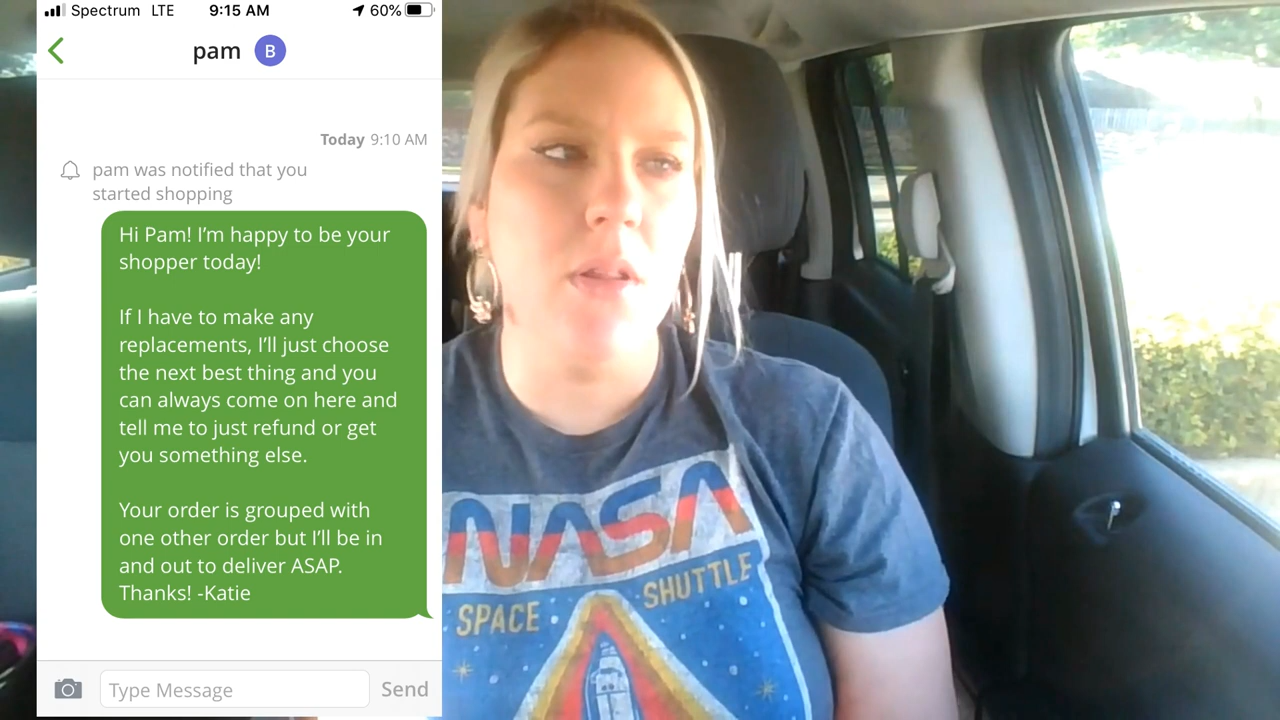 Spectrum LTE 9:15 AM 60%
pam B
Today 9:10 AM
pam was notified that you
started shopping
Hi Pam! I’m happy to be your
shopper today!
If I have to make any
replacements, I’ll just choose
the next best thing and you
can always come on here and
tell me to just refund or get
you something else.
Your order is grouped with
one other order but I’ll be in
and out to deliver ASAP.
Thanks! -Katie
Type Message Send
NASA
SPACE SHUTTLE